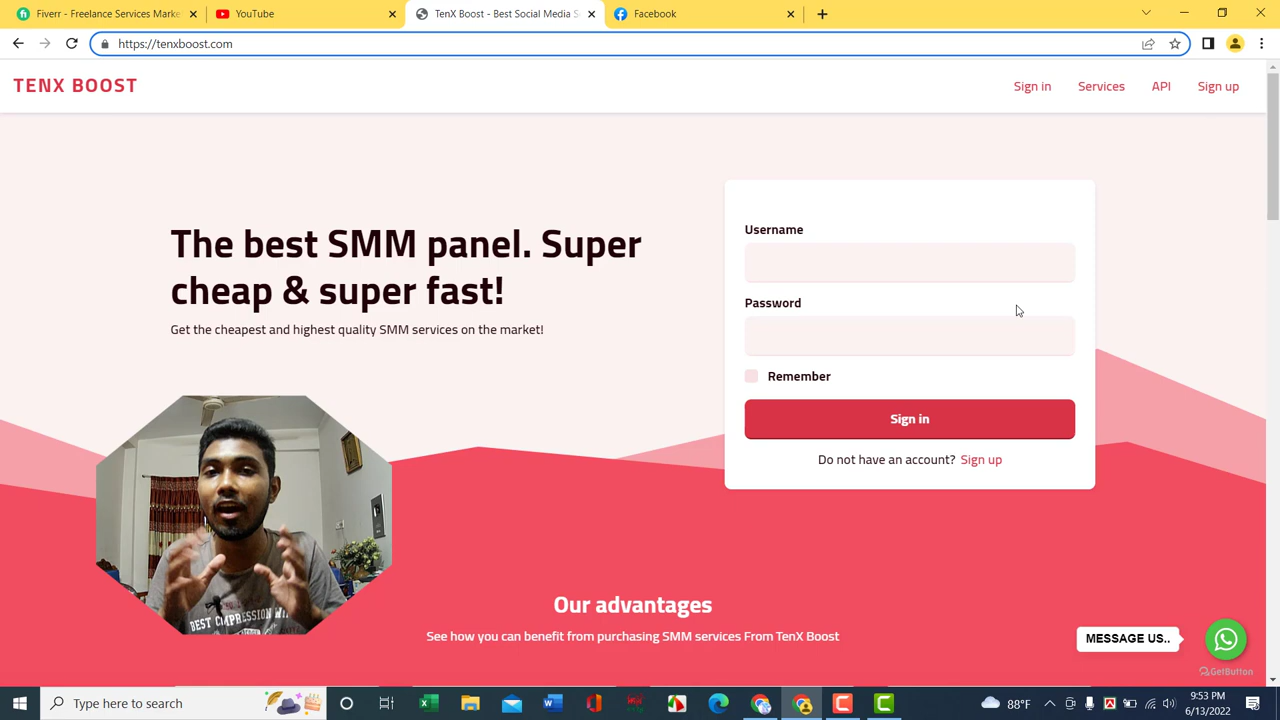 Fiverr - Freelance Services Marke
YouTube
TenX Boost - Best Social Media S
Facebook
https://tenxboost.com
TENX BOOST
Sign in
Services
API
Sign up
The best SMM panel. Super
cheap & super fast!
Get the cheapest and highest quality SMM services on the market!
Username
Password
Remember
Sign in
Do not have an account? Sign up
Our advantages
See how you can benefit from purchasing SMM services From TenX Boost
MESSAGE US..
GetButton
Type here to search
88°F
9:53 PM
6/13/2022